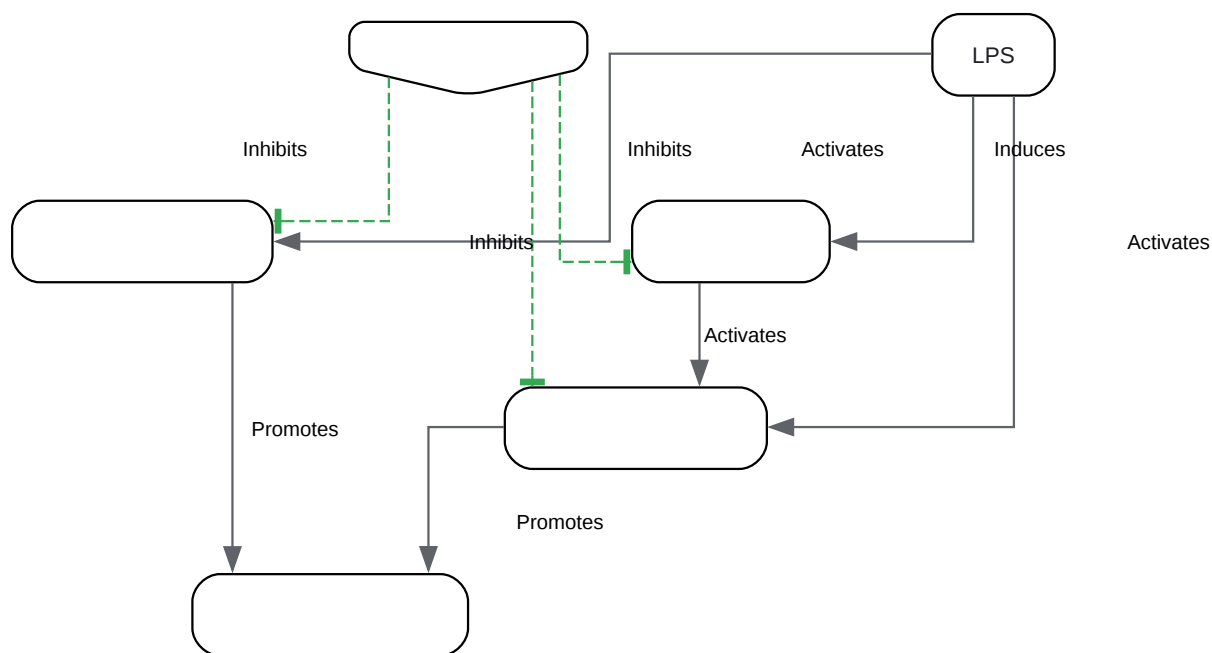 LPS
Inhibits
Inhibits
Activates
Induces
Inhibits
Activates
Activates
Promotes
Promotes